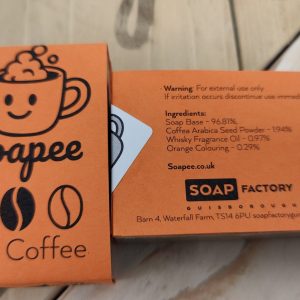 oapee
Coffee
Warning: For external use only
If irritation occurs discontinue use
Ingredients:
Soap Base - 96.81%,
Coffea Arabica Seed Powder - 1.94%
Whisky Fragrance Oil - 0.97%
Orange Colouring - 0.29%
Soapee.co.uk
SOAP FACTORY
GUISBOROUGH
Barn 4, Waterfall Farm, TS14 6PU